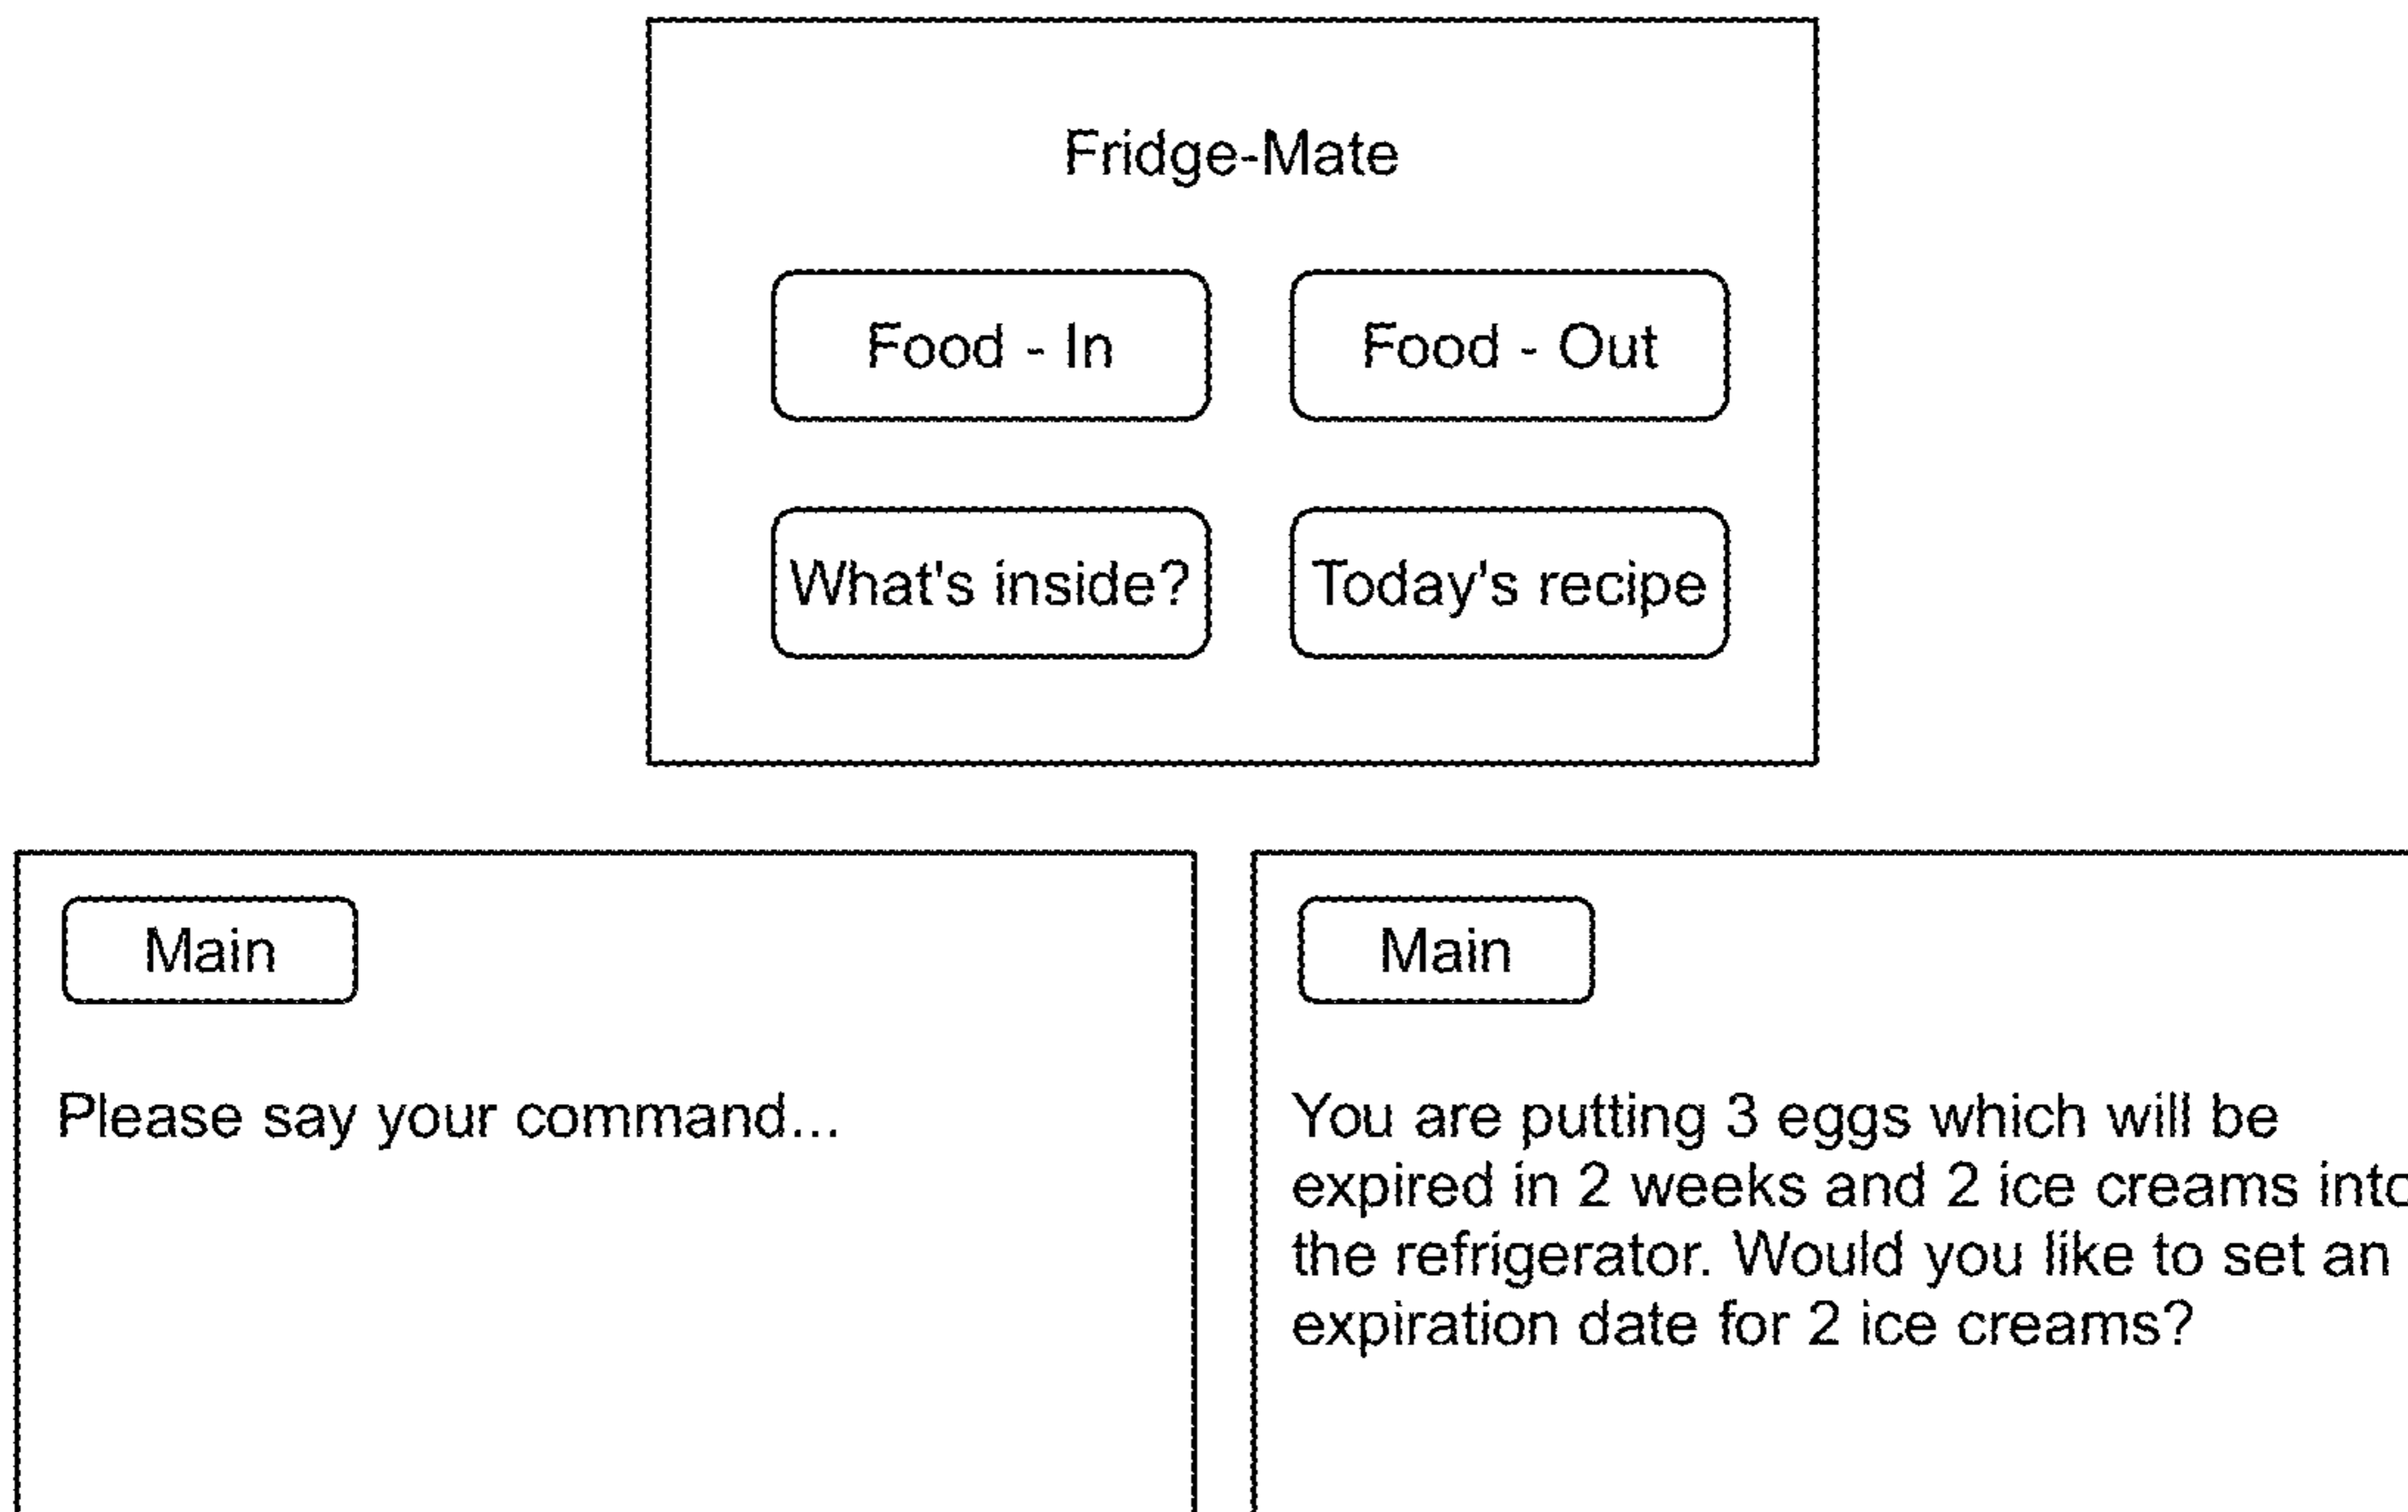 Fridge-Mate
Food - In
Food - Out
What's inside?
Today's recipe
Main
Please say your command...
Main
You are putting 3 eggs which will be
expired in 2 weeks and 2 ice creams into
the refrigerator. Would you like to set an
expiration date for 2 ice creams?